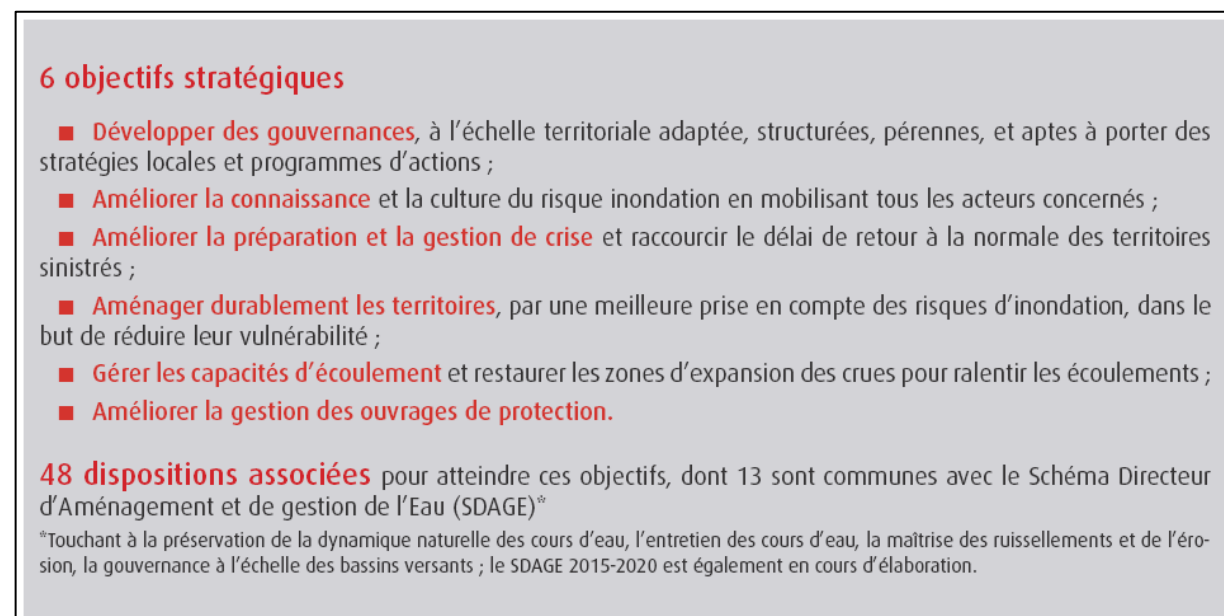 6 objectifs stratégiques
■ Développer des gouvernances, à l’échelle territoriale adaptée, structurées, pérennes, et aptes à porter des
stratégies locales et programmes d’actions ;
■ Améliorer la connaissance et la culture du risque inondation en mobilisant tous les acteurs concernés ;
■ Améliorer la préparation et la gestion de crise et raccourcir le délai de retour à la normale des territoires
sinistrés ;
■ Aménager durablement les territoires, par une meilleure prise en compte des risques d’inondation, dans le
but de réduire leur vulnérabilité ;
■ Gérer les capacités d’écoulement et restaurer les zones d’expansion des crues pour ralentir les écoulements ;
■ Améliorer la gestion des ouvrages de protection.
48 dispositions associées pour atteindre ces objectifs, dont 13 sont communes avec le Schéma Directeur
d’Aménagement et de gestion de l’Eau (SDAGE)*
*Touchant à la préservation de la dynamique naturelle des cours d’eau, l’entretien des cours d’eau, la maîtrise des ruissellements et de l’éro-
sion, la gouvernance à l’échelle des bassins versants ; le SDAGE 2015-2020 est également en cours d’élaboration.